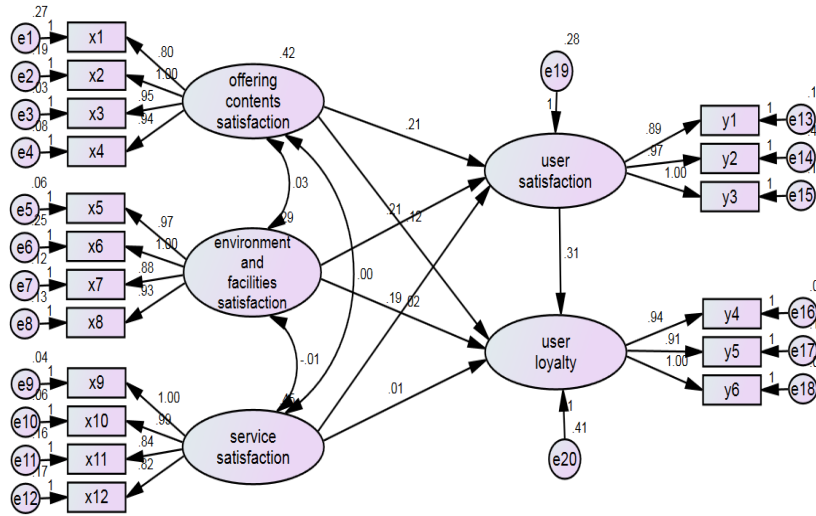 .27
e1
1
x1
.80
.19
e2
1
x2
1.00
.03
e3
1
x3
.95
.08
e4
1
x4
.94
.42
offering
contents
satisfaction
.06
e5
1
x5
.97
.25
e6
1
x6
1.00
.12
e7
1
x7
.88
.13
e8
1
x8
.93
.29
environment
and
facilities
satisfaction
.04
e9
1
x9
1.00
.06
e10
1
x10
.99
.16
e11
1
x11
.84
.17
e12
1
x12
.82
service
satisfaction
.03
.00
-.01
.21
.21
.12
.19
.02
.01
.28
e19
1
user
satisfaction
.31
user
loyalty
1
.41
e20
.89
y1
1
e13
.97
y2
1
e14
1.00
y3
1
e15
.94
y4
1
e16
.91
y5
1
e17
1.00
y6
1
e18